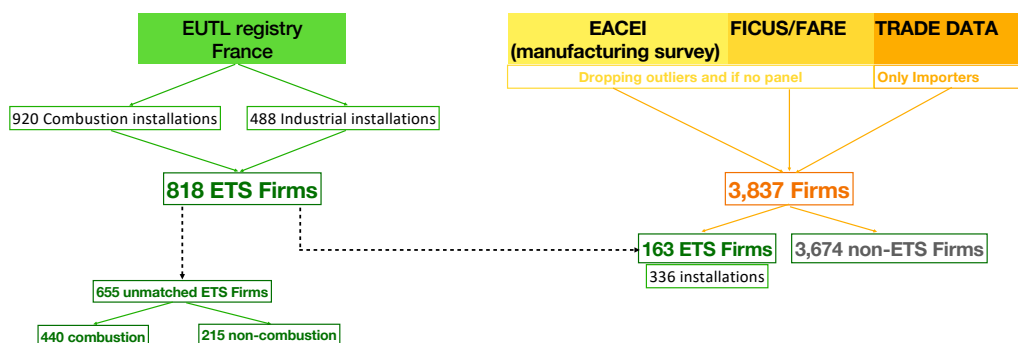 EUTL registry
France
EACEI
(manufacturing survey)
FICUS/FARE
TRADE DATA
Dropping outliers and if no panel
Only Importers
920 Combustion installations
488 Industrial installations
818 ETS Firms
3,837 Firms
163 ETS Firms
3,674 non-ETS Firms
336 installations
655 unmatched ETS Firms
440 combustion
215 non-combustion